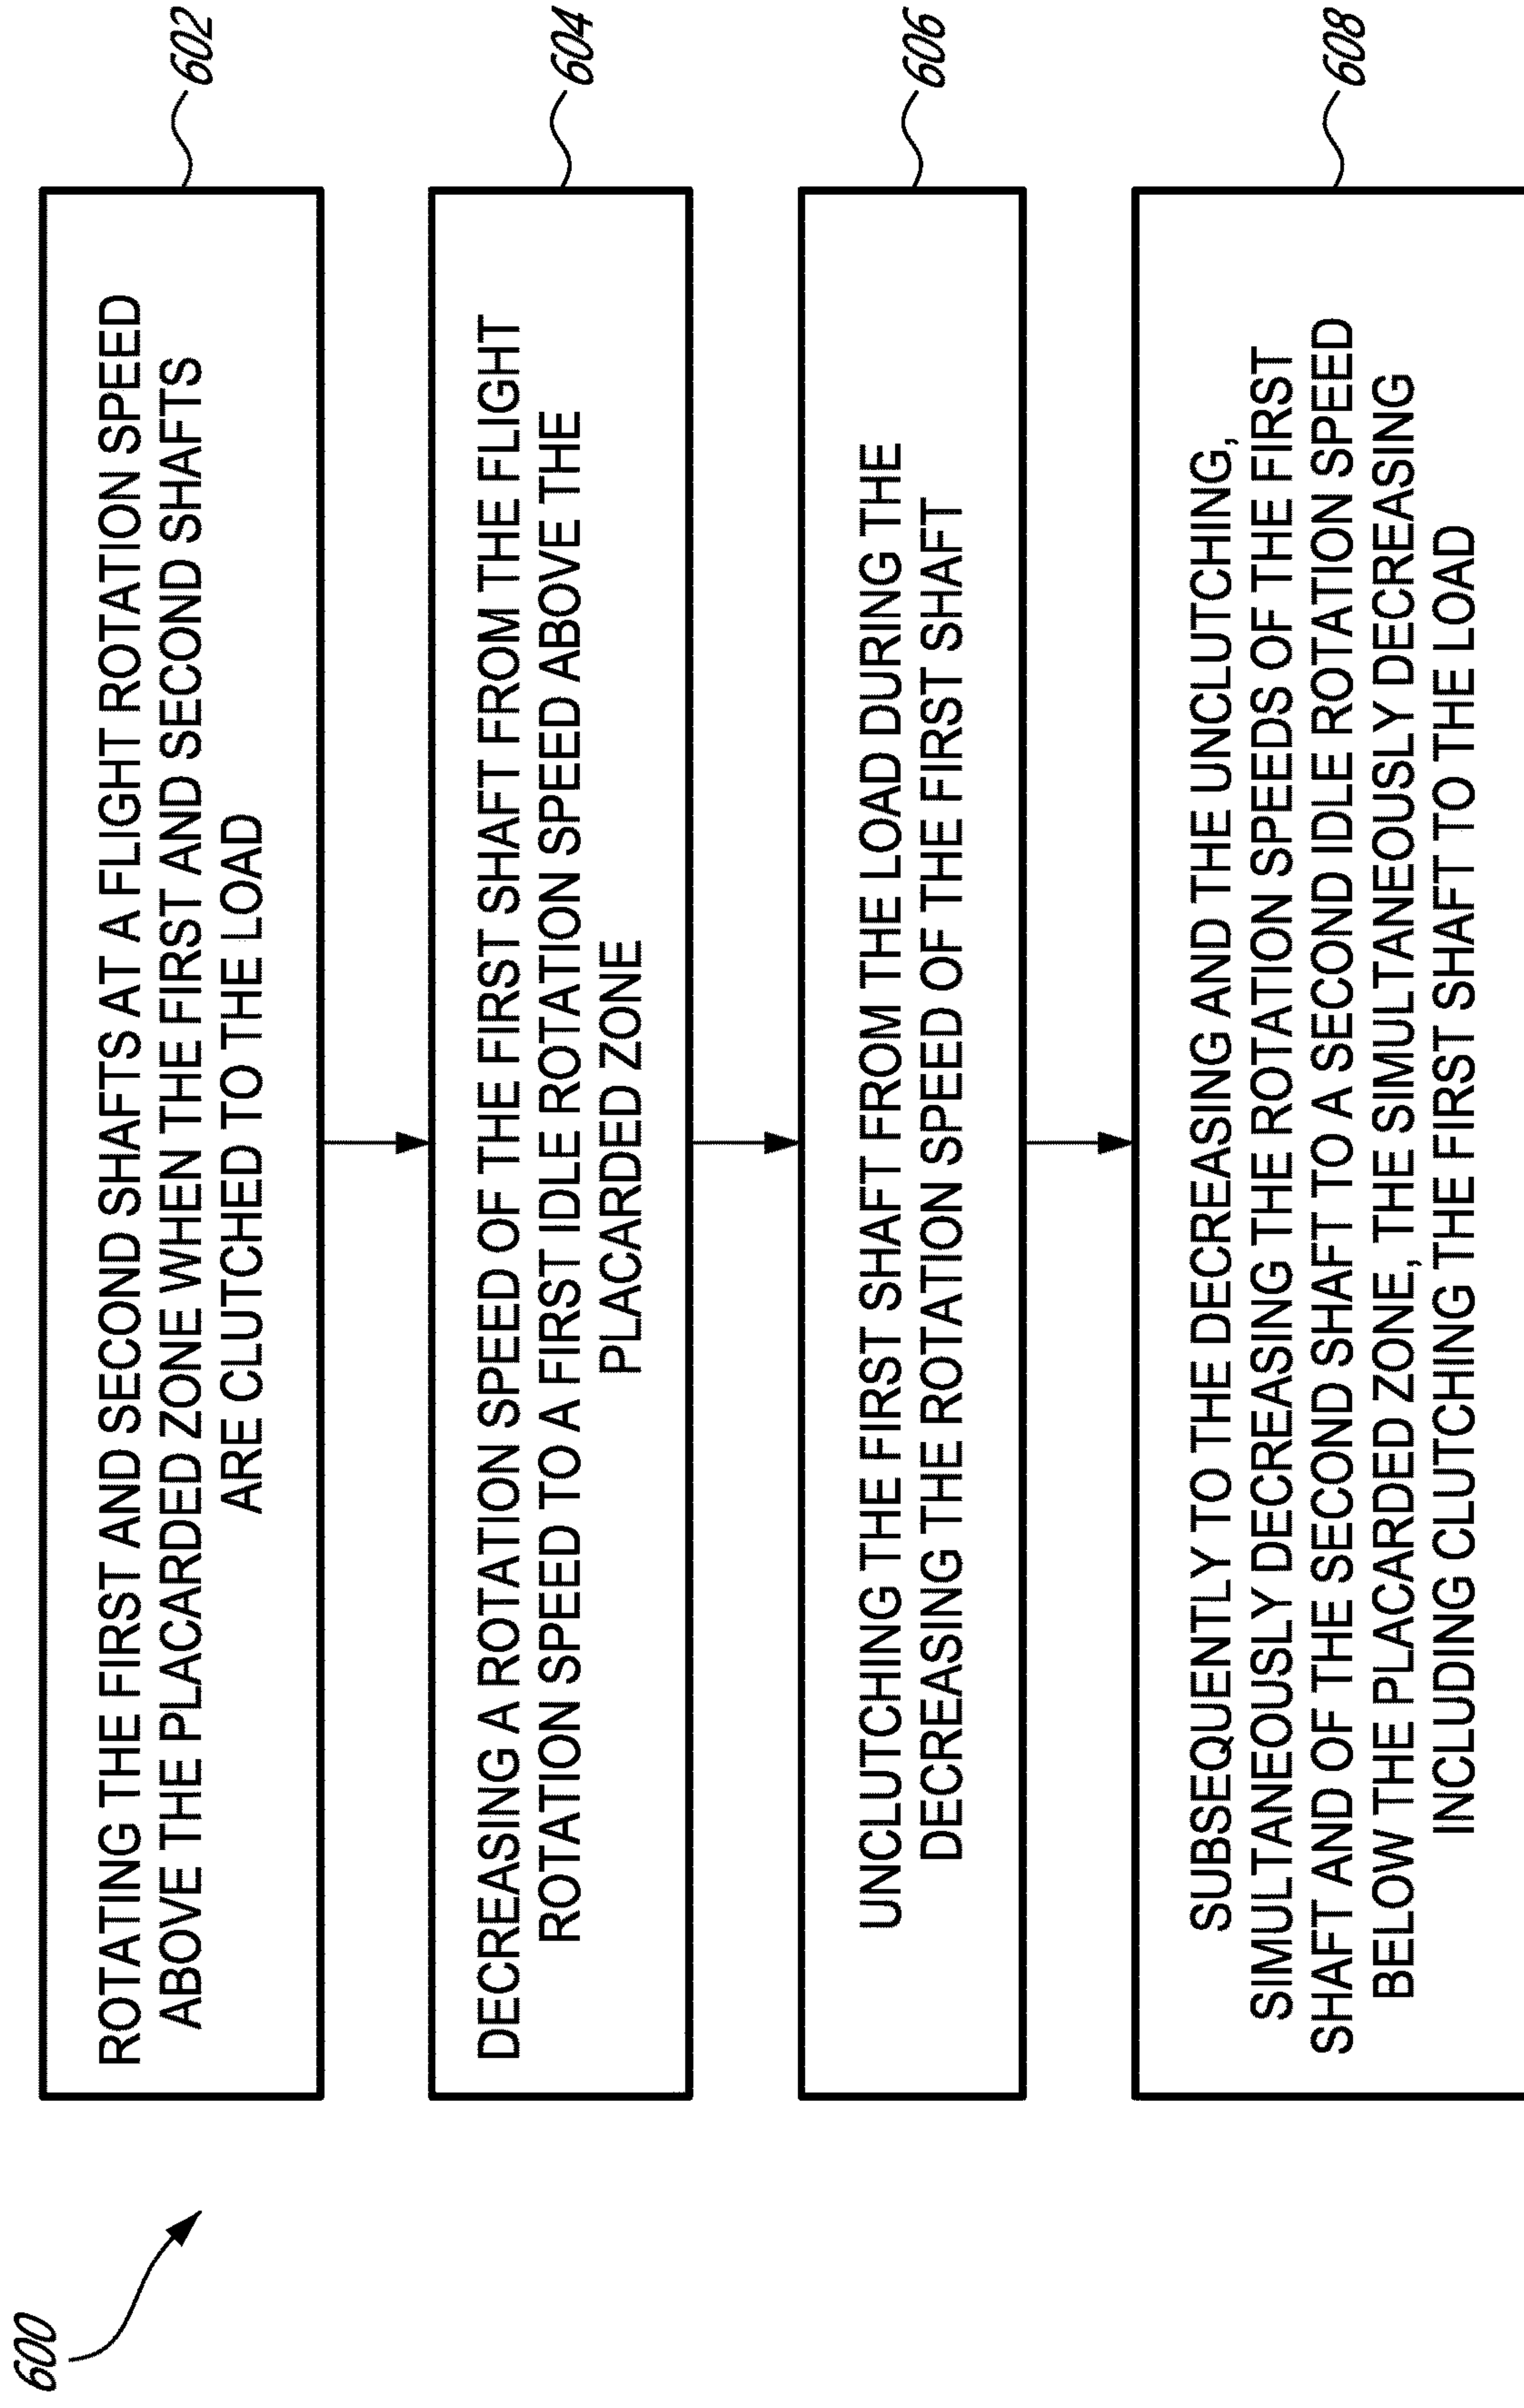 600
ROTATING THE FIRST AND SECOND SHAFTS AT A FLIGHT ROTATION SPEED
ABOVE THE PLACARDED ZONE WHEN THE FIRST AND SECOND SHAFTS
ARE CLUTCHED TO THE LOAD
602
DECREASING A ROTATION SPEED OF THE FIRST SHAFT FROM THE FLIGHT
ROTATION SPEED TO A FIRST IDLE ROTATION SPEED ABOVE THE
PLACARDED ZONE
604
UNCLUTCHING THE FIRST SHAFT FROM THE LOAD DURING THE
DECREASING THE ROTATION SPEED OF THE FIRST SHAFT
606
SUBSEQUENTLY TO THE DECREASING AND THE UNCLUTCHING,
SIMULTANEOUSLY DECREASING THE ROTATION SPEEDS OF THE FIRST
SHAFT AND OF THE SECOND SHAFT TO A SECOND IDLE ROTATION SPEED
BELOW THE PLACARDED ZONE, THE SIMULTANEOUSLY DECREASING
INCLUDING CLUTCHING THE FIRST SHAFT TO THE LOAD
608